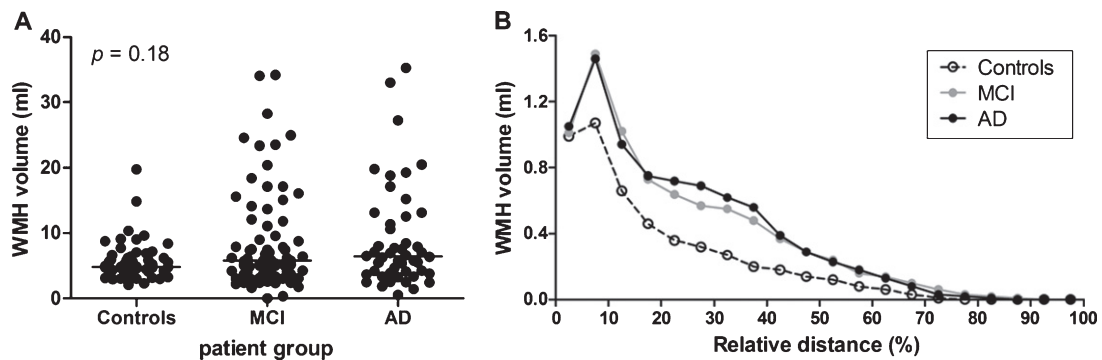 A
p = 0.18
WMH volume (ml)
40
30
20
10
0
Controls MCI AD
patient group
B
WMH volume (ml)
1.6
1.2
0.8
0.4
0.0
0 10 20 30 40 50 60 70 80 90 100
Relative distance (%)
Controls
MCI
AD